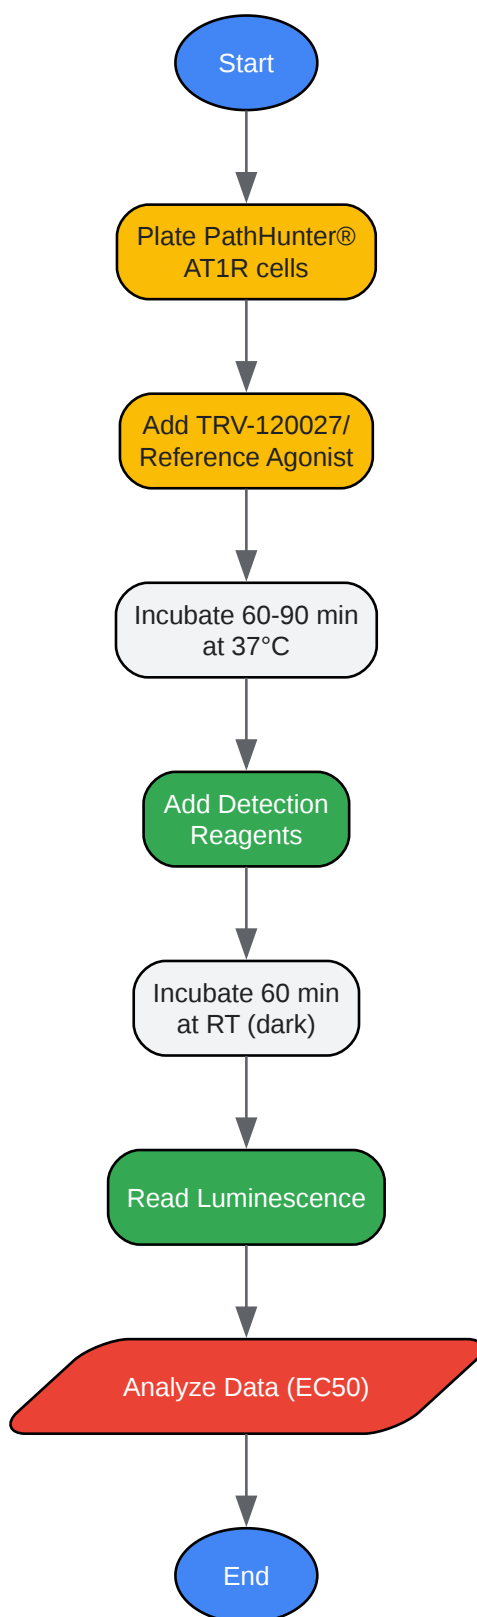 Start
Plate PathHunter®
AT1R cells
Add TRV-120027/
Reference Agonist
Incubate 60-90 min
at 37°C
Add Detection
Reagents
Incubate 60 min
at RT (dark)
Read Luminescence
Analyze Data (EC50)
End